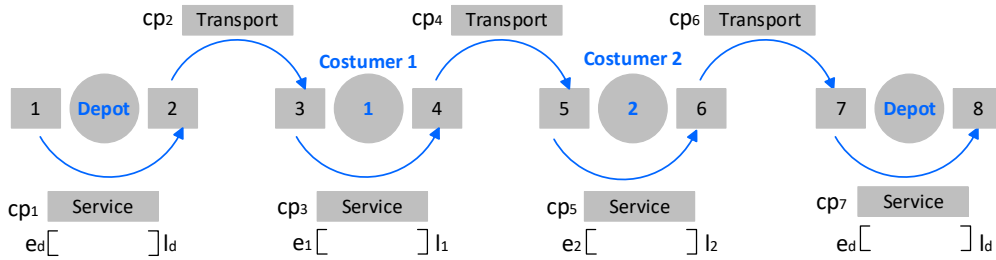 cp2 Transport cp4 Transport cp6 Transport
Costumer 1 Costumer 2
1 Depot 2 3 1 4 5 2 6 7 Depot 8
cp1 Service cp3 Service cp5 Service cp7 Service
ed [ ] ld e1 [ ] l1 e2 [ ] l2 ed [ ] ld